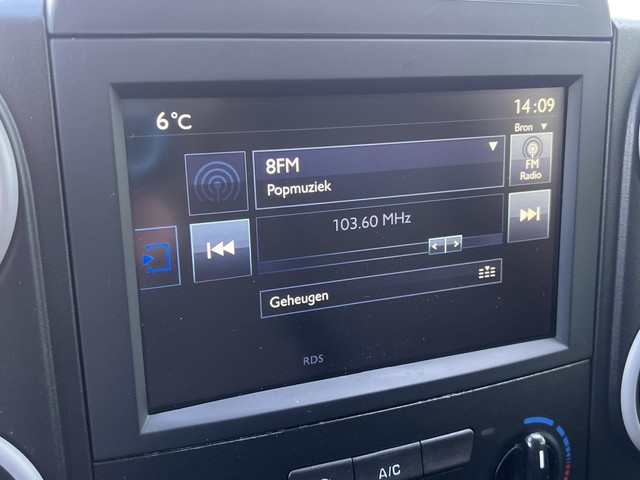 6°C
14:09
Bron
8FM
Popmuziek
FM
Radio
103.60 MHz
Geheugen
RDS
A/C